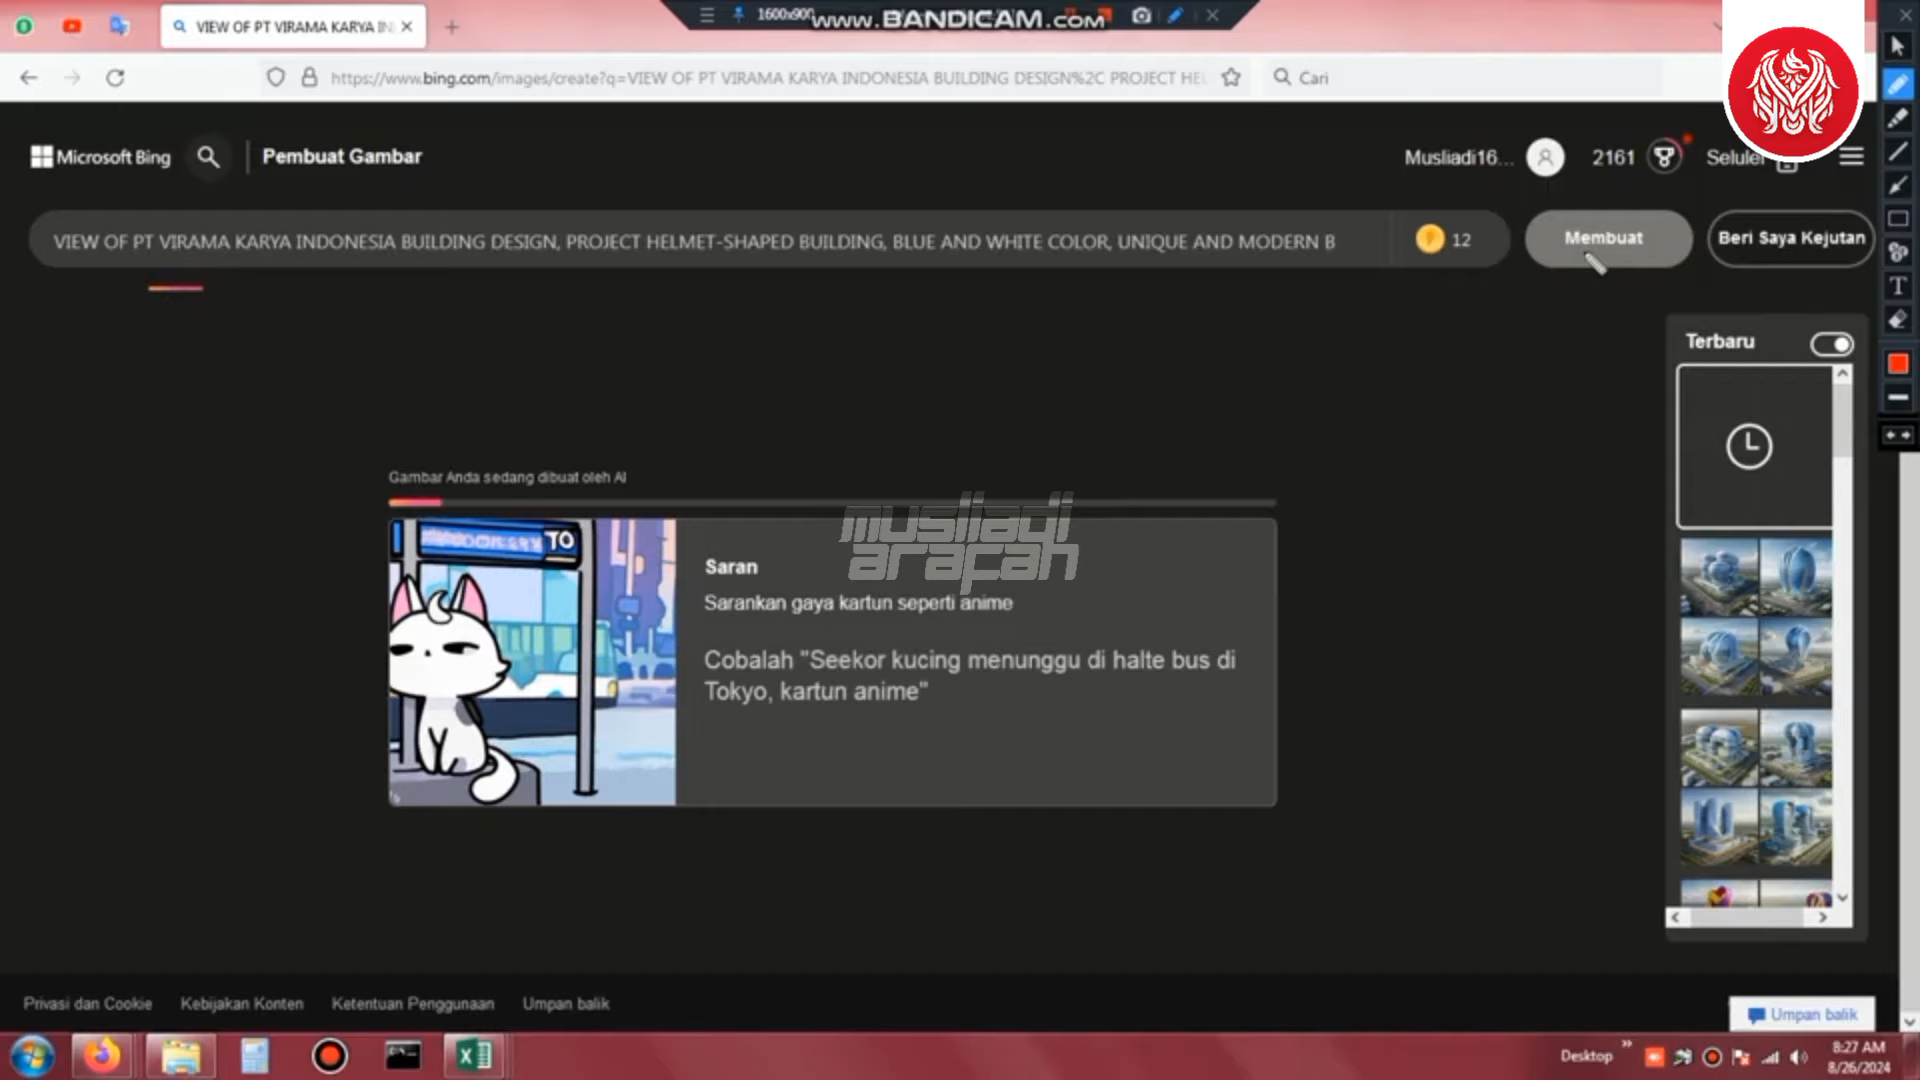 1600x900
www.BANDICAM.com
VIEW OF PT VIRAMA KARYA IN
https://www.bing.com/images/create?q=VIEW OF PT VIRAMA KARYA INDONESIA BUILDING DESIGN%2C PROJECT HE
Cari
Microsoft Bing
Pembuat Gambar
Musliadi16...
2161
Seluler
VIEW OF PT VIRAMA KARYA INDONESIA BUILDING DESIGN, PROJECT HELMET-SHAPED BUILDING, BLUE AND WHITE COLOR, UNIQUE AND MODERN B
12
Membuat
Beri Saya Kejutan
Terbaru
Gambar Anda sedang dibuat oleh AI
TO
musliadi
arafah
Saran
Sarankan gaya kartun seperti anime
Cobalah "Seekor kucing menunggu di halte bus di
Tokyo, kartun anime"
Privasi dan Cookie
Kebijakan Konten
Ketentuan Penggunaan
Umpan balik
Umpan balik
Desktop
8:27 AM
8/26/2024